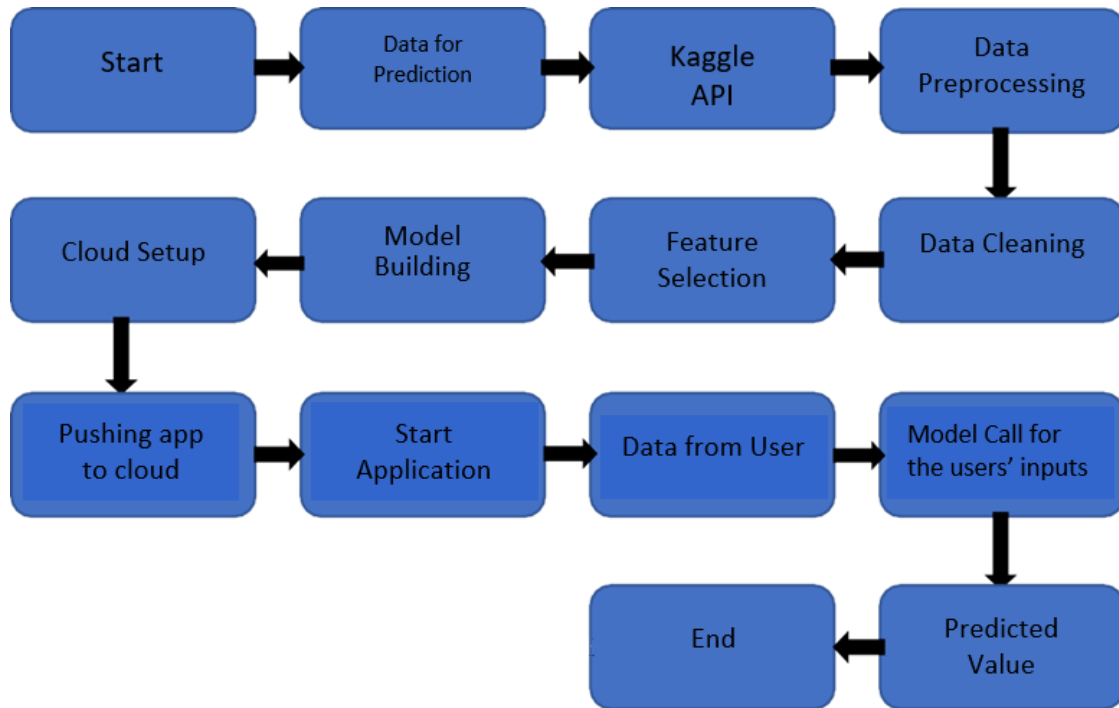 Start
Data for
Prediction
Kaggle
API
Data
Preprocessing
Cloud Setup
Model
Building
Feature
Selection
Data Cleaning
Pushing app
to cloud
Start
Application
Data from User
Model Call for
the users’ inputs
End
Predicted
Value